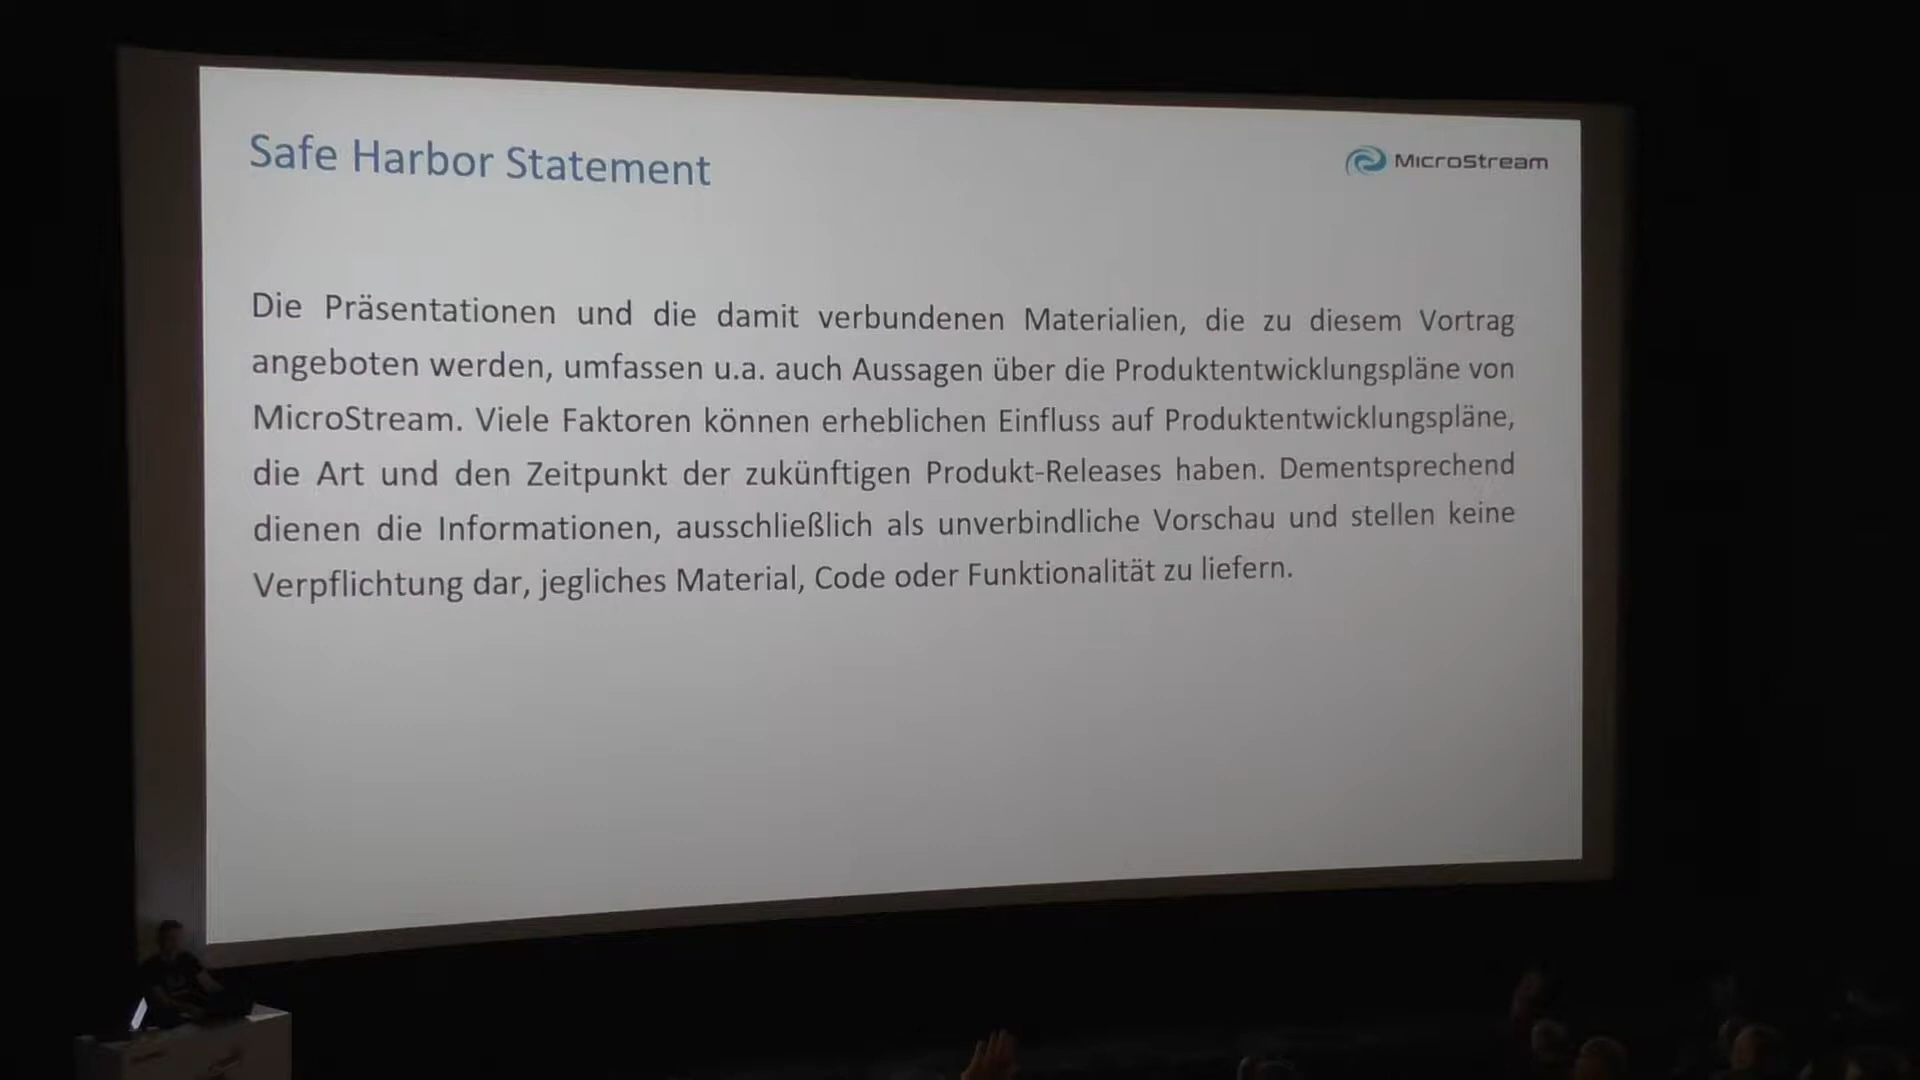 Safe Harbor Statement
MicroStream
Die Präsentationen und die damit verbundenen Materialien, die zu diesem Vortrag
angeboten werden, umfassen u.a. auch Aussagen über die Produktentwicklungspläne von
MicroStream. Viele Faktoren können erheblichen Einfluss auf Produktentwicklungspläne,
die Art und den Zeitpunkt der zukünftigen Produkt-Releases haben. Dementsprechend
dienen die Informationen, ausschließlich als unverbindliche Vorschau und stellen keine
Verpflichtung dar, jegliches Material, Code oder Funktionalität zu liefern.